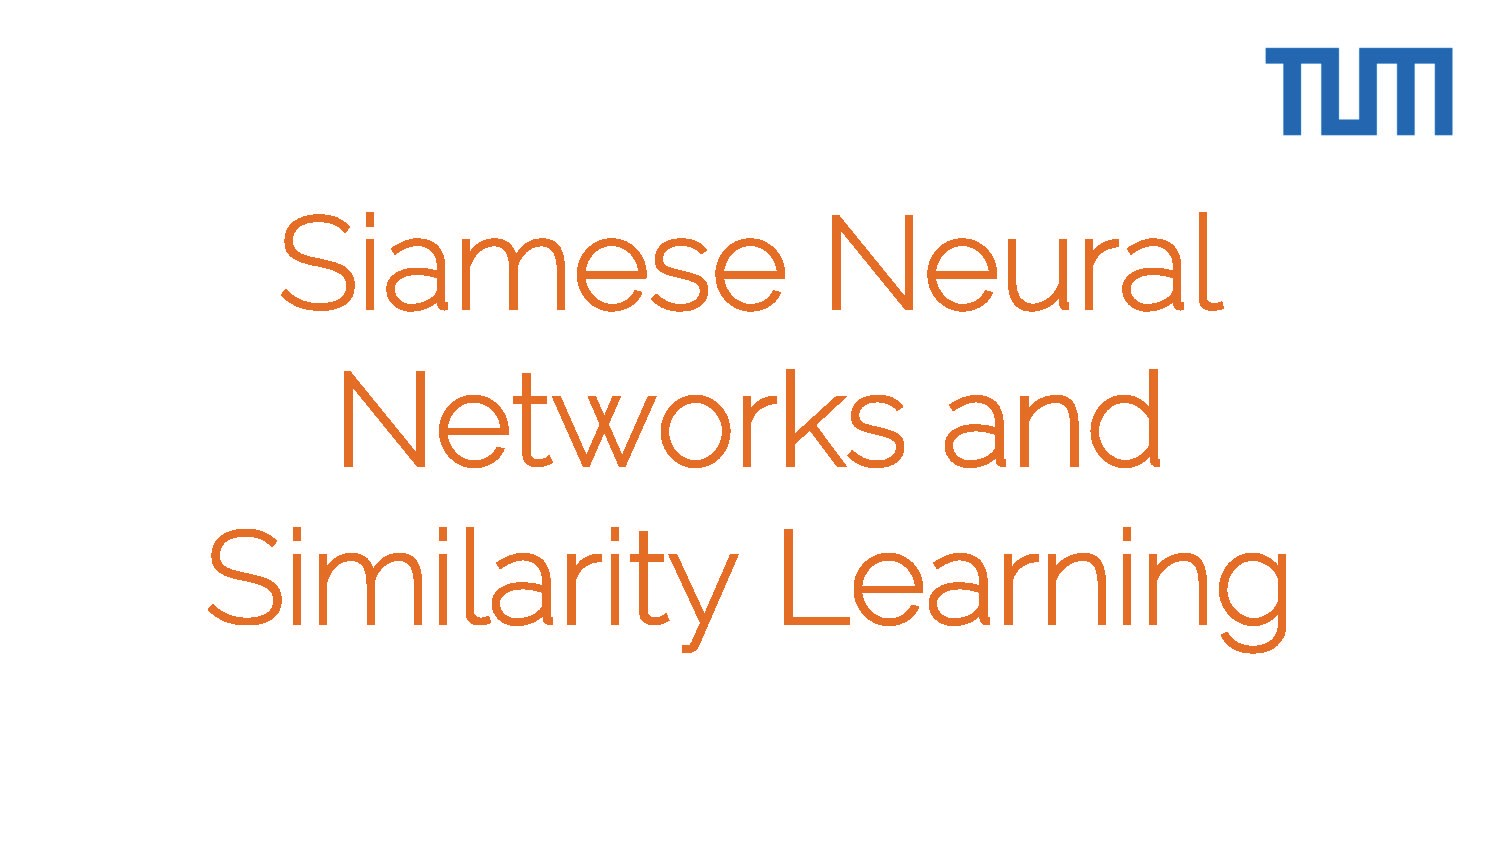 TUM
Siamese Neural
Networks and
Similarity Learning